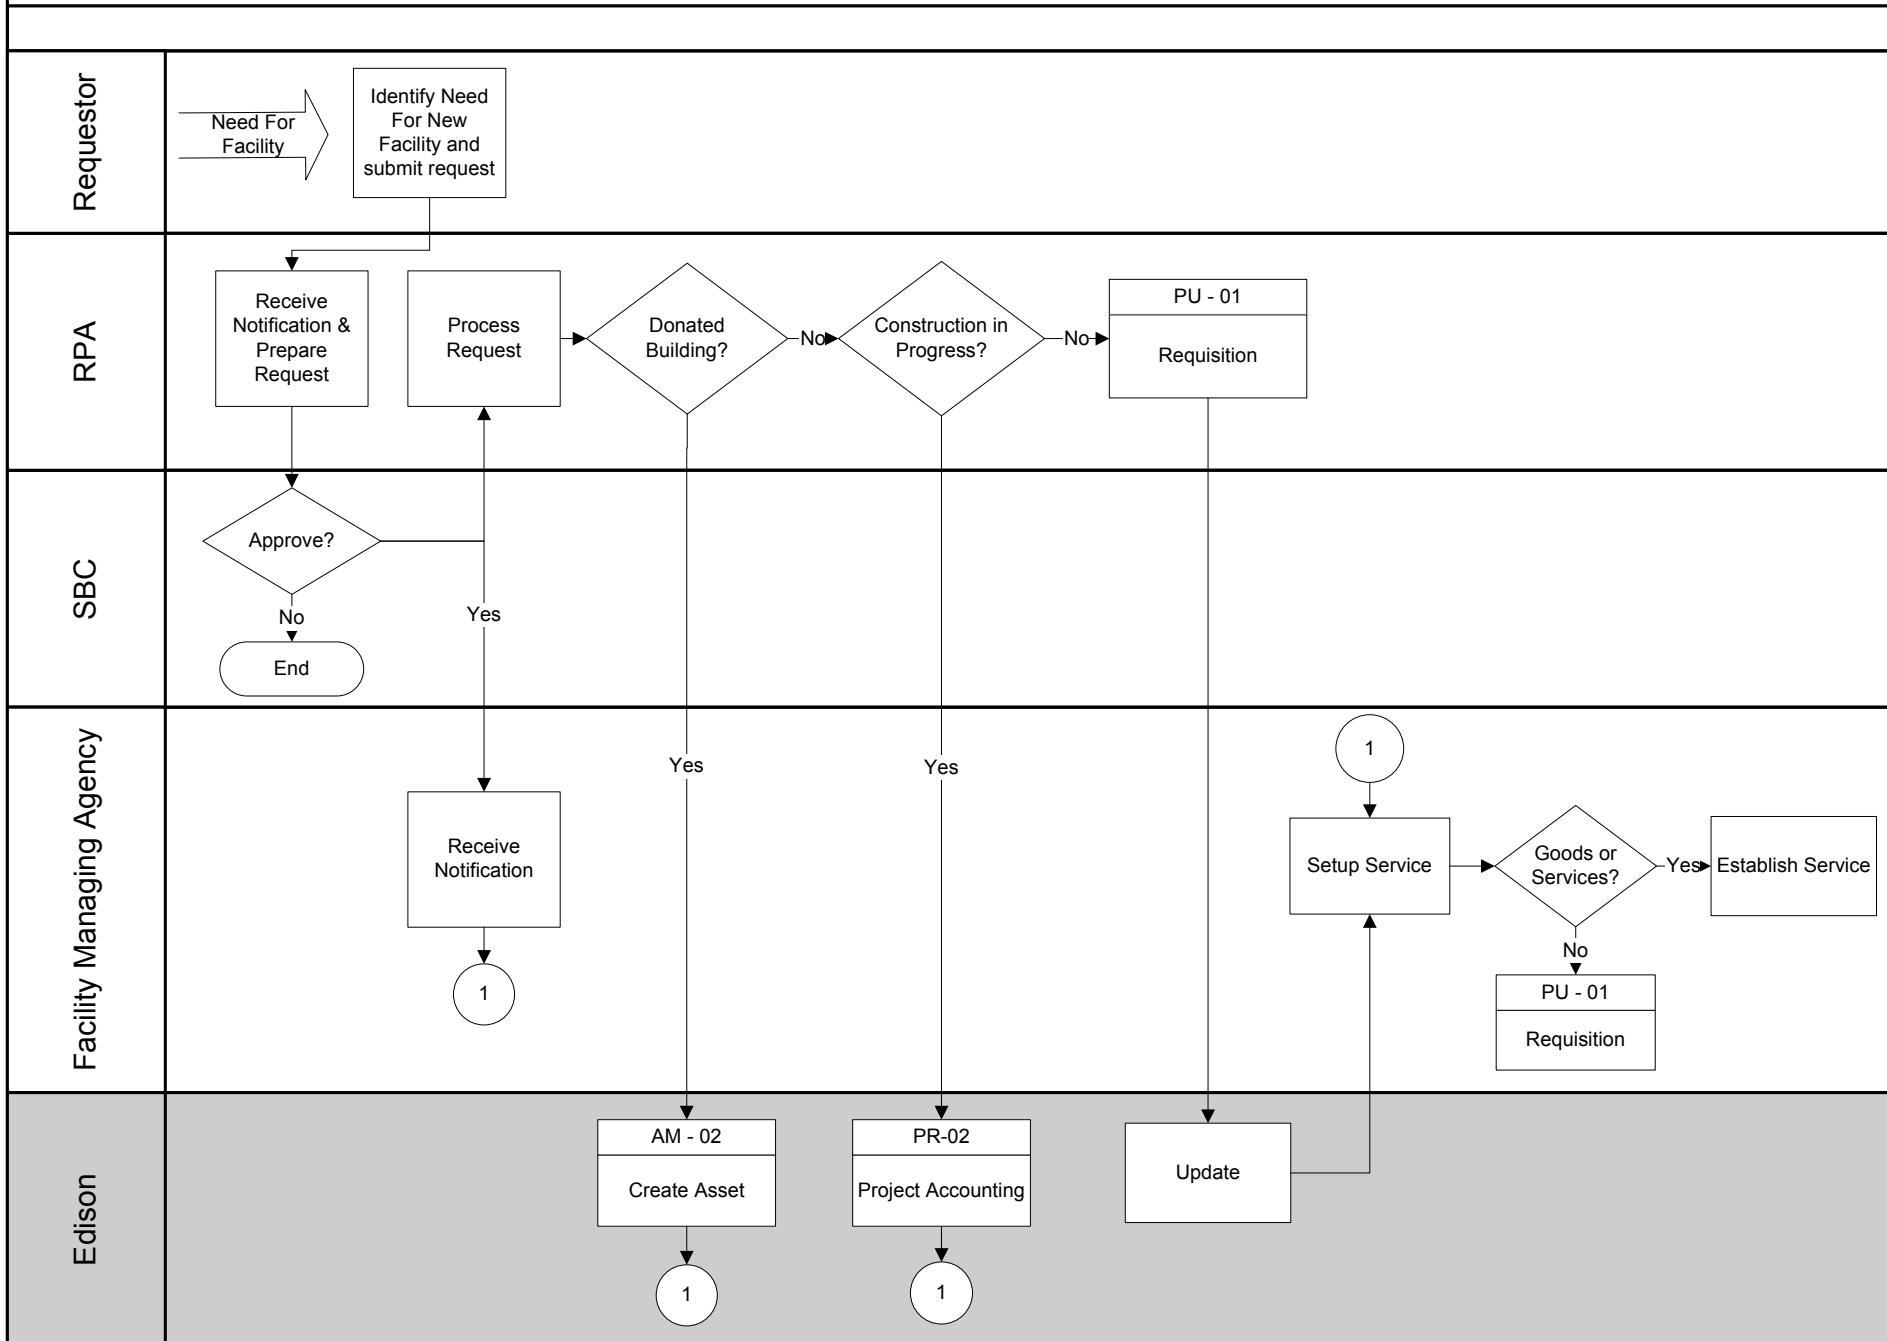 Requestor
Need For
Facility
Identify Need
For New
Facility and
submit request
RPA
Receive
Notification &
Prepare
Request
Process
Request
Donated
Building?
No
Construction in
Progress?
No
PU - 01
Requisition
SBC
Approve?
No
End
Yes
Facility Managing Agency
Receive
Notification
1
Yes
Yes
1
Setup Service
Goods or
Services?
Yes
Establish Service
No
PU - 01
Requisition
Edison
AM - 02
Create Asset
1
PR-02
Project Accounting
1
Update